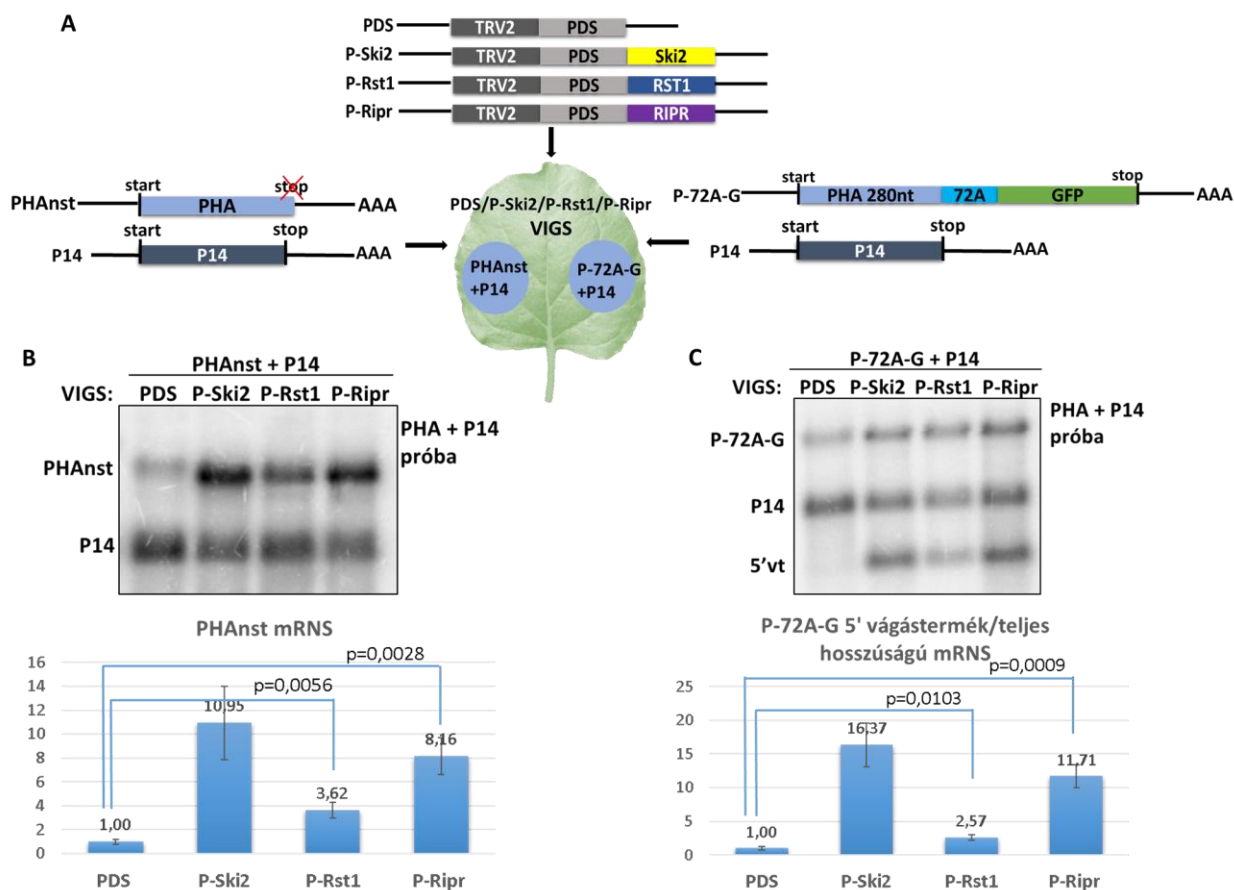 A
PDS TRV2 PDS
P-Ski2 TRV2 PDS Ski2
P-Rst1 TRV2 PDS RST1
P-Ripr TRV2 PDS RIPR
start stop
PHAnst PHA AAA
start stop
P14 P14 AAA
PDS/P-Ski2/P-Rst1/P-Ripr
VIGS
PHAnst
+P14
P-72A-G
+P14
start stop
P-72A-G PHA 280nt 72A GFP AAA
start stop
P14 P14 AAA
B
PHAnst + P14
VIGS: PDS P-Ski2 P-Rst1 P-Ripr
PHAnst
P14
PHA + P14
próba
PHAnst mRNS
16
14
12
10
8
6
4
2
0
p=0,0028
p=0,0056
1,00
10,95
3,62
8,16
PDS P-Ski2 P-Rst1 P-Ripr
C
P-72A-G + P14
VIGS: PDS P-Ski2 P-Rst1 P-Ripr
P-72A-G
P14
5'vt
PHA + P14
próba
P-72A-G 5' vágástermék/teljes
hosszúságú mRNS
25
20
15
10
5
0
p=0,0009
p=0,0103
1,00
16,37
2,57
11,71
PDS P-Ski2 P-Rst1 P-Ripr